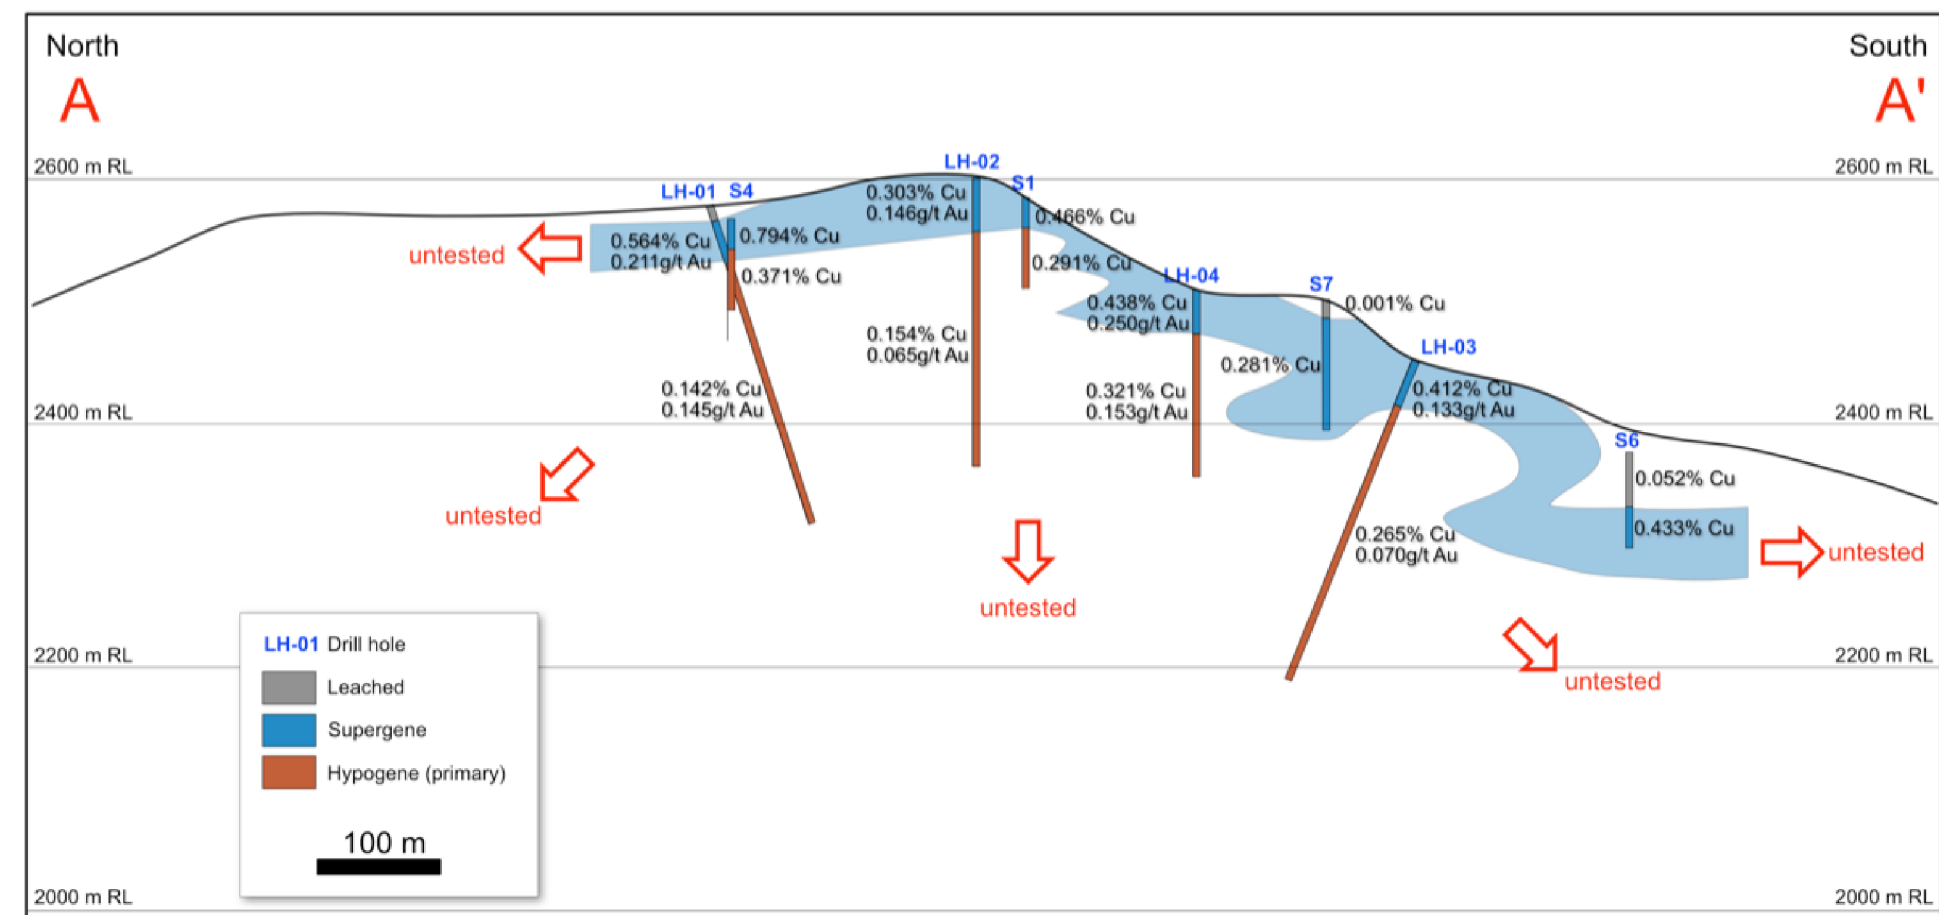 North
South
A
A'
2600 m RL
2600 m RL
LH-02
LH-01
S4
S1
0.303% Cu
0.146g/t Au
0.466% Cu
0.564% Cu
0.211g/t Au
0.794% Cu
untested
0.371% Cu
0.291% Cu
LH-04
S7
0.438% Cu
0.250g/t Au
0.001% Cu
0.154% Cu
0.065g/t Au
LH-03
0.281% Cu
0.142% Cu
0.145g/t Au
0.321% Cu
0.153g/t Au
0.412% Cu
0.133g/t Au
2400 m RL
2400 m RL
S6
0.052% Cu
untested
0.433% Cu
0.265% Cu
0.070g/t Au
untested
untested
2200 m RL
2200 m RL
untested
LH-01 Drill hole
Leached
Supergene
Hypogene (primary)
100 m
2000 m RL
2000 m RL